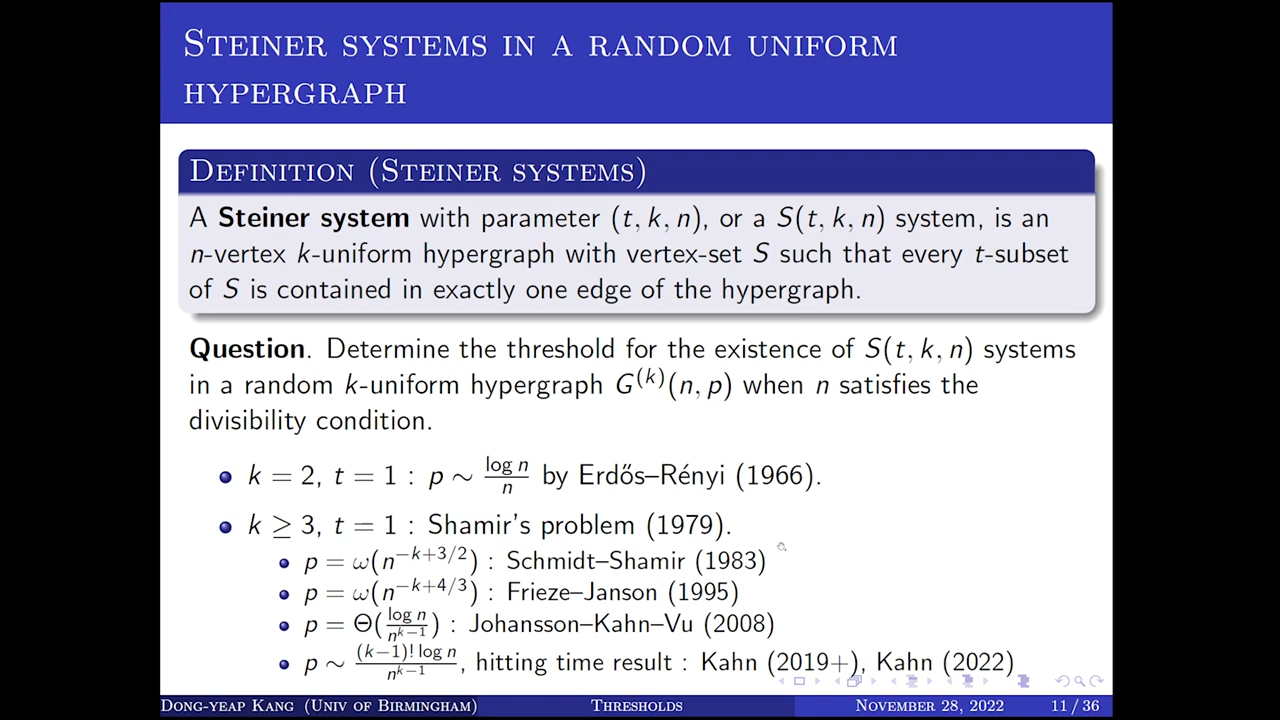 STEINER SYSTEMS IN A RANDOM UNIFORM
HYPERGRAPH
DEFINITION (STEINER SYSTEMS)
A Steiner system with parameter (t, k, n), or a S(t, k, n) system, is an
n-vertex k-uniform hypergraph with vertex-set S such that every t-subset
of S is contained in exactly one edge of the hypergraph.
Question. Determine the threshold for the existence of S(t, k, n) systems
in a random k-uniform hypergraph G^(k)(n, p) when n satisfies the
divisibility condition.
k = 2, t = 1 : p ∼ log n / n by Erdős–Rényi (1966).
k ≥ 3, t = 1 : Shamir's problem (1979).
p = ω(n^{−k+3/2}) : Schmidt–Shamir (1983)
p = ω(n^{−k+4/3}) : Frieze–Janson (1995)
p = Θ(log n / n^{k−1}) : Johansson–Kahn–Vu (2008)
p ∼ (k−1)! log n / n^{k−1}, hitting time result : Kahn (2019+), Kahn (2022)
DONG-YEAP KANG (UNIV OF BIRMINGHAM) THRESHOLDS NOVEMBER 28, 2022 11 / 36